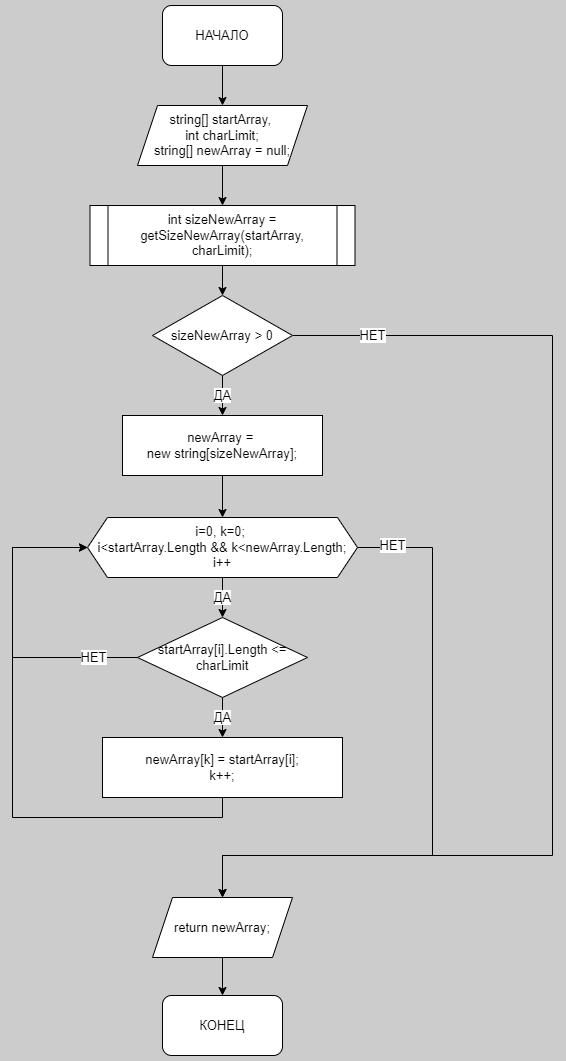 НАЧАЛО
string[] startArray,
int charLimit;
string[] newArray = null;
int sizeNewArray =
getSizeNewArray(startArray,
charLimit);
sizeNewArray > 0
НЕТ
ДА
newArray =
new string[sizeNewArray];
i=0, k=0;
i<startArray.Length && k<newArray.Length;
i++
НЕТ
ДА
startArray[i].Length <=
charLimit
НЕТ
ДА
newArray[k] = startArray[i];
k++;
return newArray;
КОНЕЦ